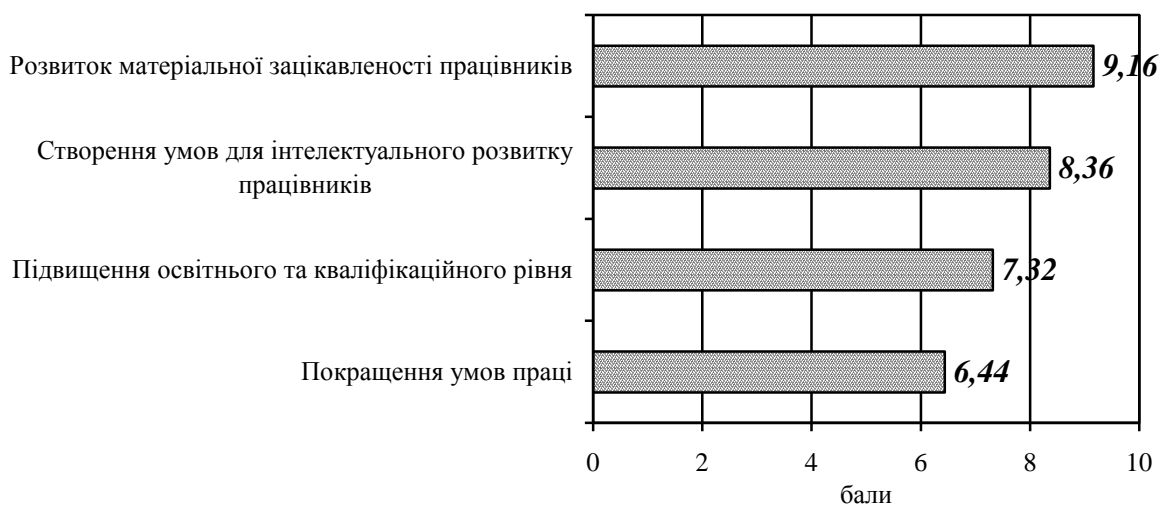 Розвиток матеріальної зацікавленості працівників
9,16
Створення умов для інтелектуального розвитку
працівників
8,36
Підвищення освітнього та кваліфікаційного рівня
7,32
Покращення умов праці
6,44
0 2 4 6 8 10
бали